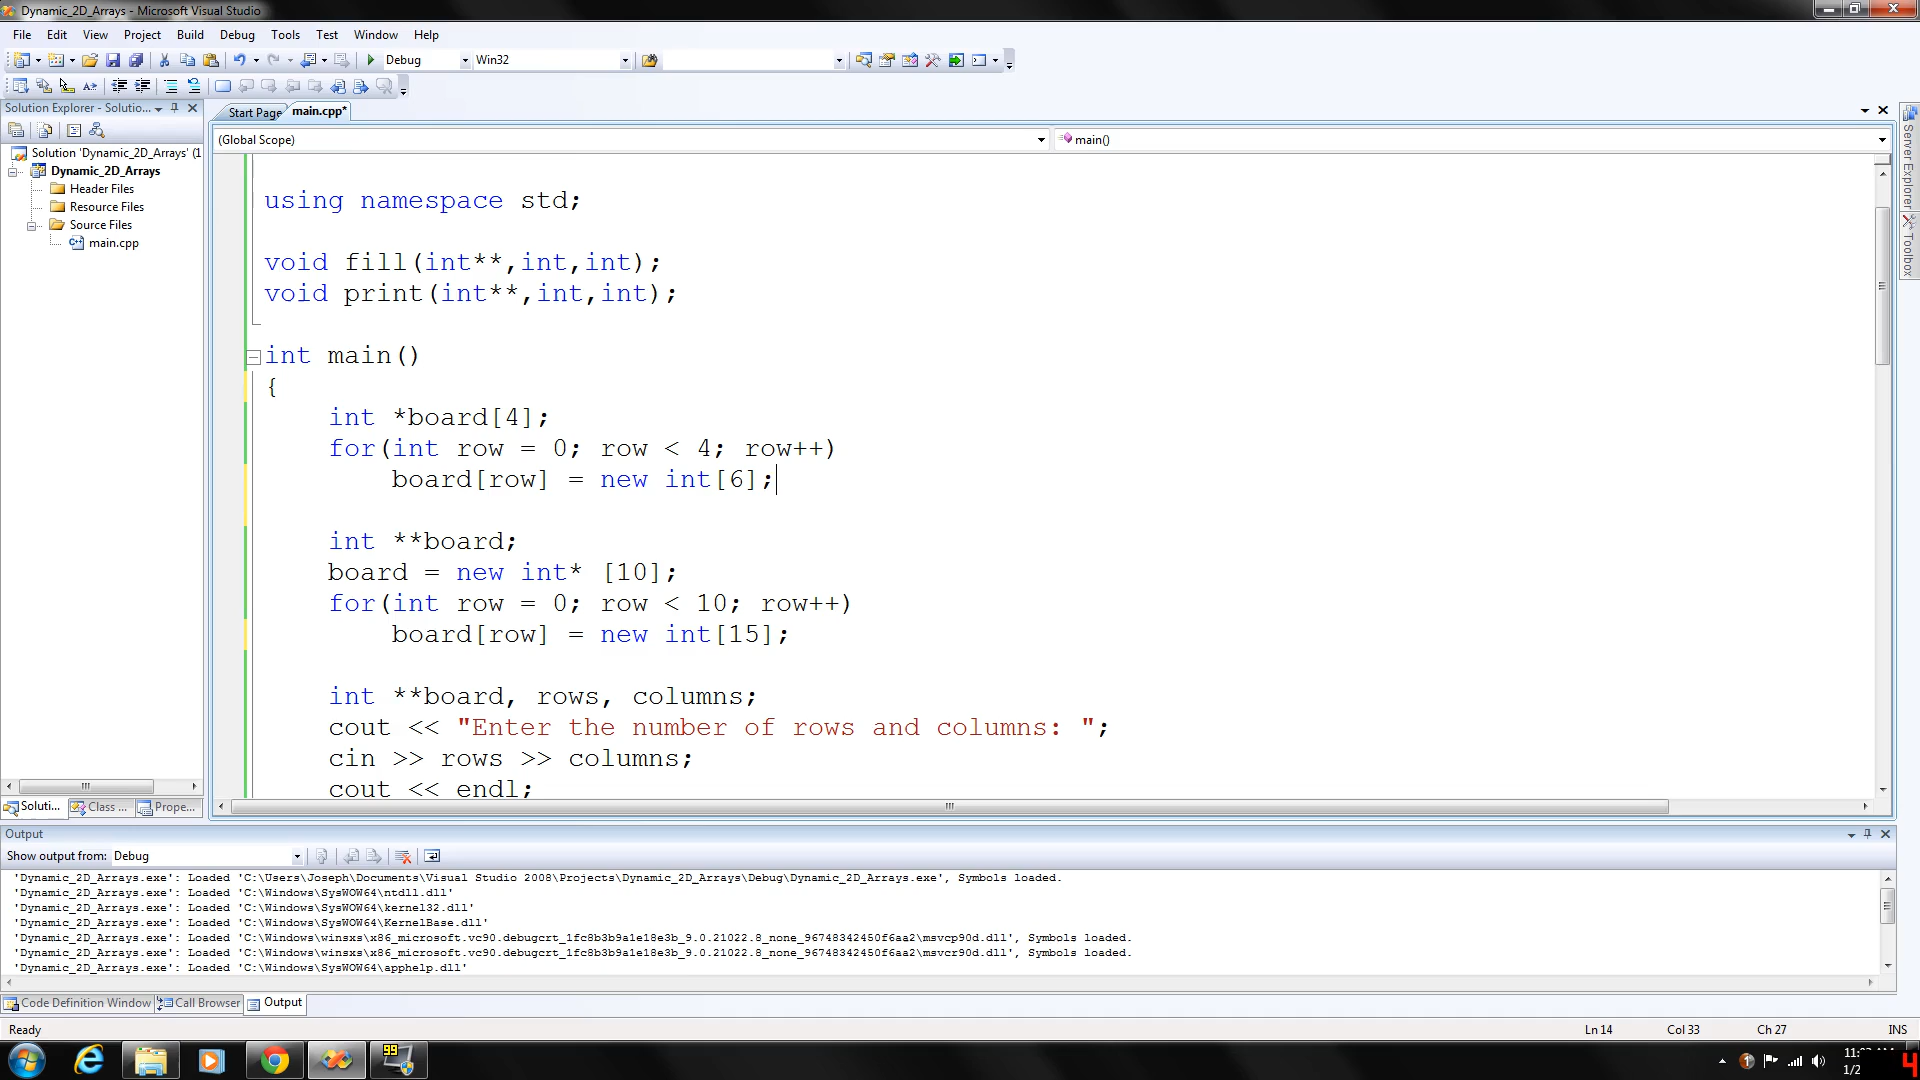 Dynamic_2D_Arrays - Microsoft Visual Studio
File Edit View Project Build Debug Tools Test Window Help
Debug Win32
Solution Explorer - Solutio...
Start Page main.cpp*
(Global Scope) main()
Solution 'Dynamic_2D_Arrays' (1
Dynamic_2D_Arrays
Header Files
Resource Files
Source Files
main.cpp
using namespace std;
void fill(int**,int,int);
void print(int**,int,int);
int main()
{
int *board[4];
for(int row = 0; row < 4; row++)
board[row] = new int[6];
int **board;
board = new int* [10];
for(int row = 0; row < 10; row++)
board[row] = new int[15];
int **board, rows, columns;
cout << "Enter the number of rows and columns: ";
cin >> rows >> columns;
cout << endl;
Server Explorer
Toolbox
Soluti... Class ... Prope...
Output
Show output from: Debug
'Dynamic_2D_Arrays.exe': Loaded 'C:\Users\Joseph\Documents\Visual Studio 2008\Projects\Dynamic_2D_Arrays\Debug\Dynamic_2D_Arrays.exe', Symbols loaded.
'Dynamic_2D_Arrays.exe': Loaded 'C:\Windows\SysWOW64\ntdll.dll'
'Dynamic_2D_Arrays.exe': Loaded 'C:\Windows\SysWOW64\kernel32.dll'
'Dynamic_2D_Arrays.exe': Loaded 'C:\Windows\SysWOW64\KernelBase.dll'
'Dynamic_2D_Arrays.exe': Loaded 'C:\Windows\winsxs\x86_microsoft.vc90.debugcrt_1fc8b3b9a1e18e3b_9.0.21022.8_none_96748342450f6aa2\msvcp90d.dll', Symbols loaded.
'Dynamic_2D_Arrays.exe': Loaded 'C:\Windows\winsxs\x86_microsoft.vc90.debugcrt_1fc8b3b9a1e18e3b_9.0.21022.8_none_96748342450f6aa2\msvcr90d.dll', Symbols loaded.
'Dynamic_2D_Arrays.exe': Loaded 'C:\Windows\SysWOW64\apphelp.dll'
Code Definition Window Call Browser Output
Ready Ln 14 Col 33 Ch 27 INS
99
4